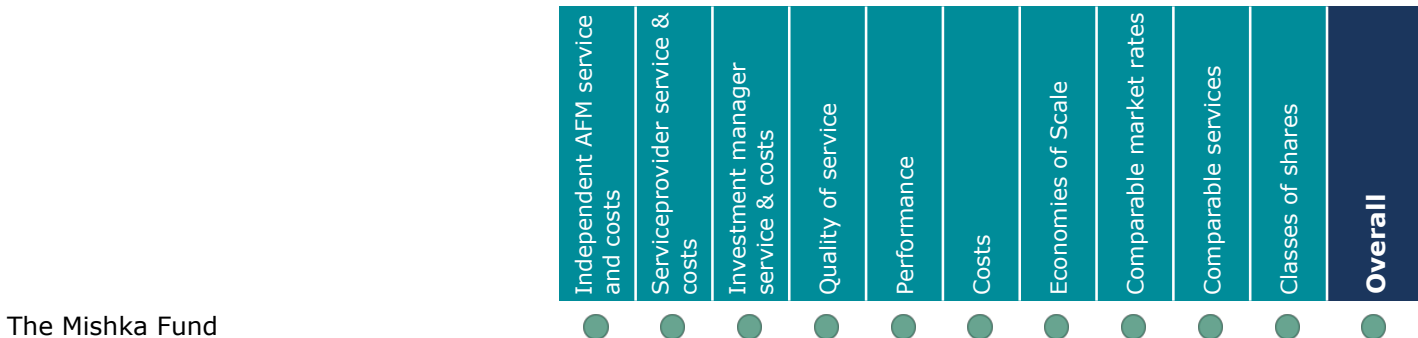 Independent AFM service
and costs
Serviceprovider service &
costs
Investment manager
service & costs
Quality of service
Performance
Costs
Economies of Scale
Comparable market rates
Comparable services
Classes of shares
Overall
The Mishka Fund